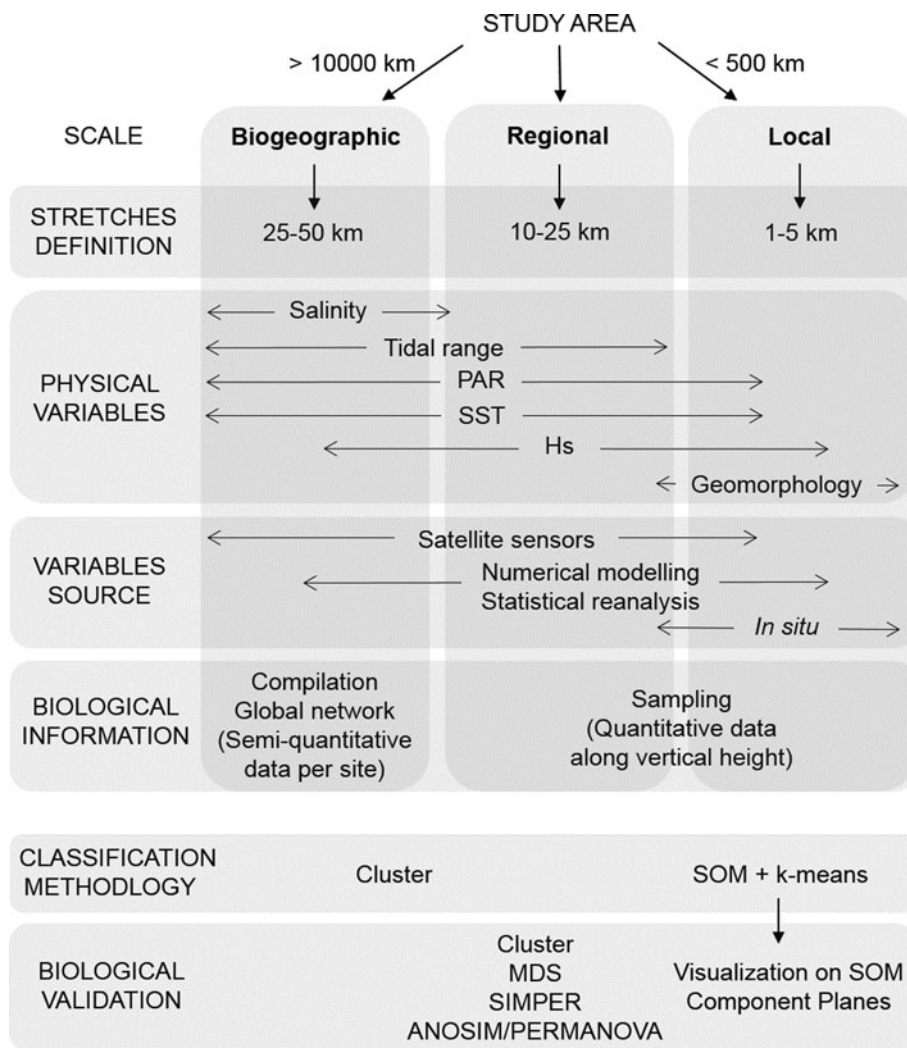 STUDY AREA
> 10000 km
< 500 km
SCALE
Biogeographic
Regional
Local
STRETCHES
DEFINITION
25-50 km
10-25 km
1-5 km
PHYSICAL
VARIABLES
Salinity
Tidal range
PAR
SST
Hs
Geomorphology
VARIABLES
SOURCE
Satellite sensors
Numerical modelling
Statistical reanalysis
In situ
BIOLOGICAL
INFORMATION
Compilation
Global network
(Semi-quantitative
data per site)
Sampling
(Quantitative data
along vertical height)
CLASSIFICATION
METHODLOGY
Cluster
SOM + k-means
BIOLOGICAL
VALIDATION
Cluster
MDS
SIMPER
ANOSIM/PERMANOVA
Visualization on SOM
Component Planes